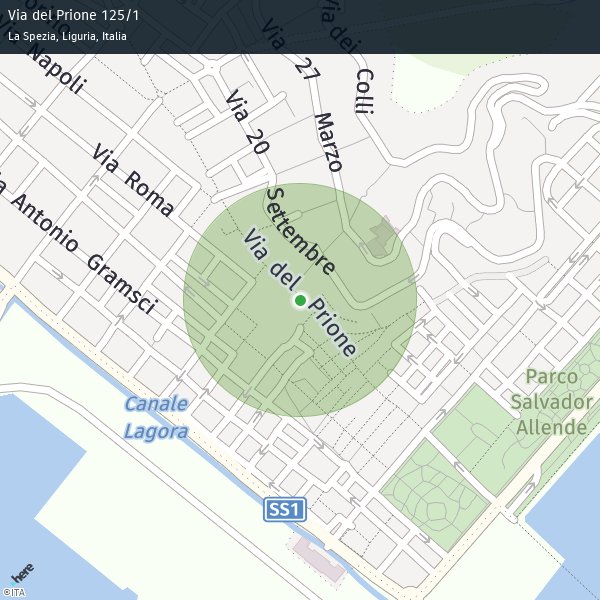 Via del Prione 125/1
La Spezia, Liguria, Italia
Napoli
Via 27 Marzo
Via dei Colli
Via 20 Settembre
Via Roma
Antonio Gramsci
Via del Prione
Canale
Lagora
Parco
Salvador
Allende
SS1
here
©ITA